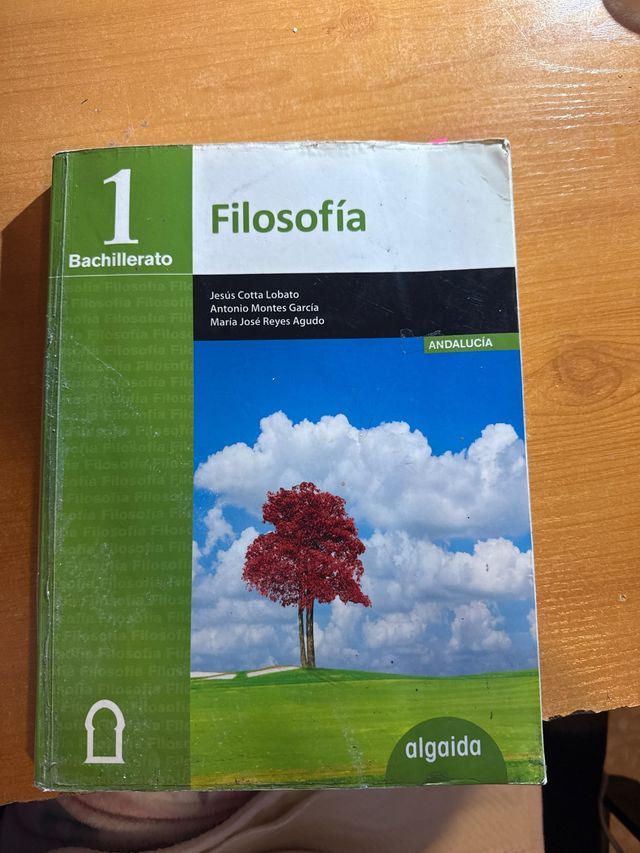 1
Bachillerato
Filosofía
Jesús Cotta Lobato
Antonio Montes García
María José Reyes Agudo
ANDALUCÍA
algaida